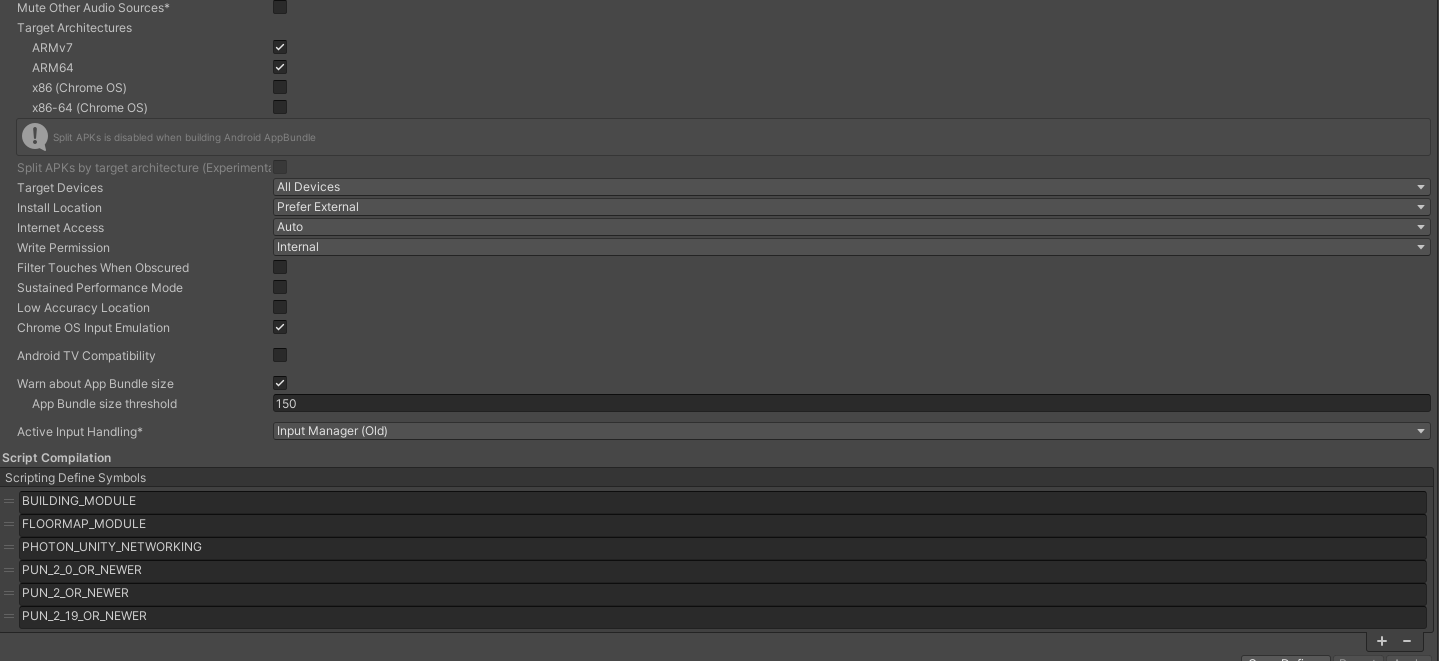 Mute Other Audio Sources*
Target Architectures
ARMv7
ARM64
x86 (Chrome OS)
x86-64 (Chrome OS)
Split APKs is disabled when building Android AppBundle
Split APKs by target architecture (Experimenta
Target Devices All Devices
Install Location Prefer External
Internet Access Auto
Write Permission Internal
Filter Touches When Obscured
Sustained Performance Mode
Low Accuracy Location
Chrome OS Input Emulation
Android TV Compatibility
Warn about App Bundle size
App Bundle size threshold 150
Active Input Handling* Input Manager (Old)
Script Compilation
Scripting Define Symbols
BUILDING_MODULE
FLOORMAP_MODULE
PHOTON_UNITY_NETWORKING
PUN_2_0_OR_NEWER
PUN_2_OR_NEWER
PUN_2_19_OR_NEWER